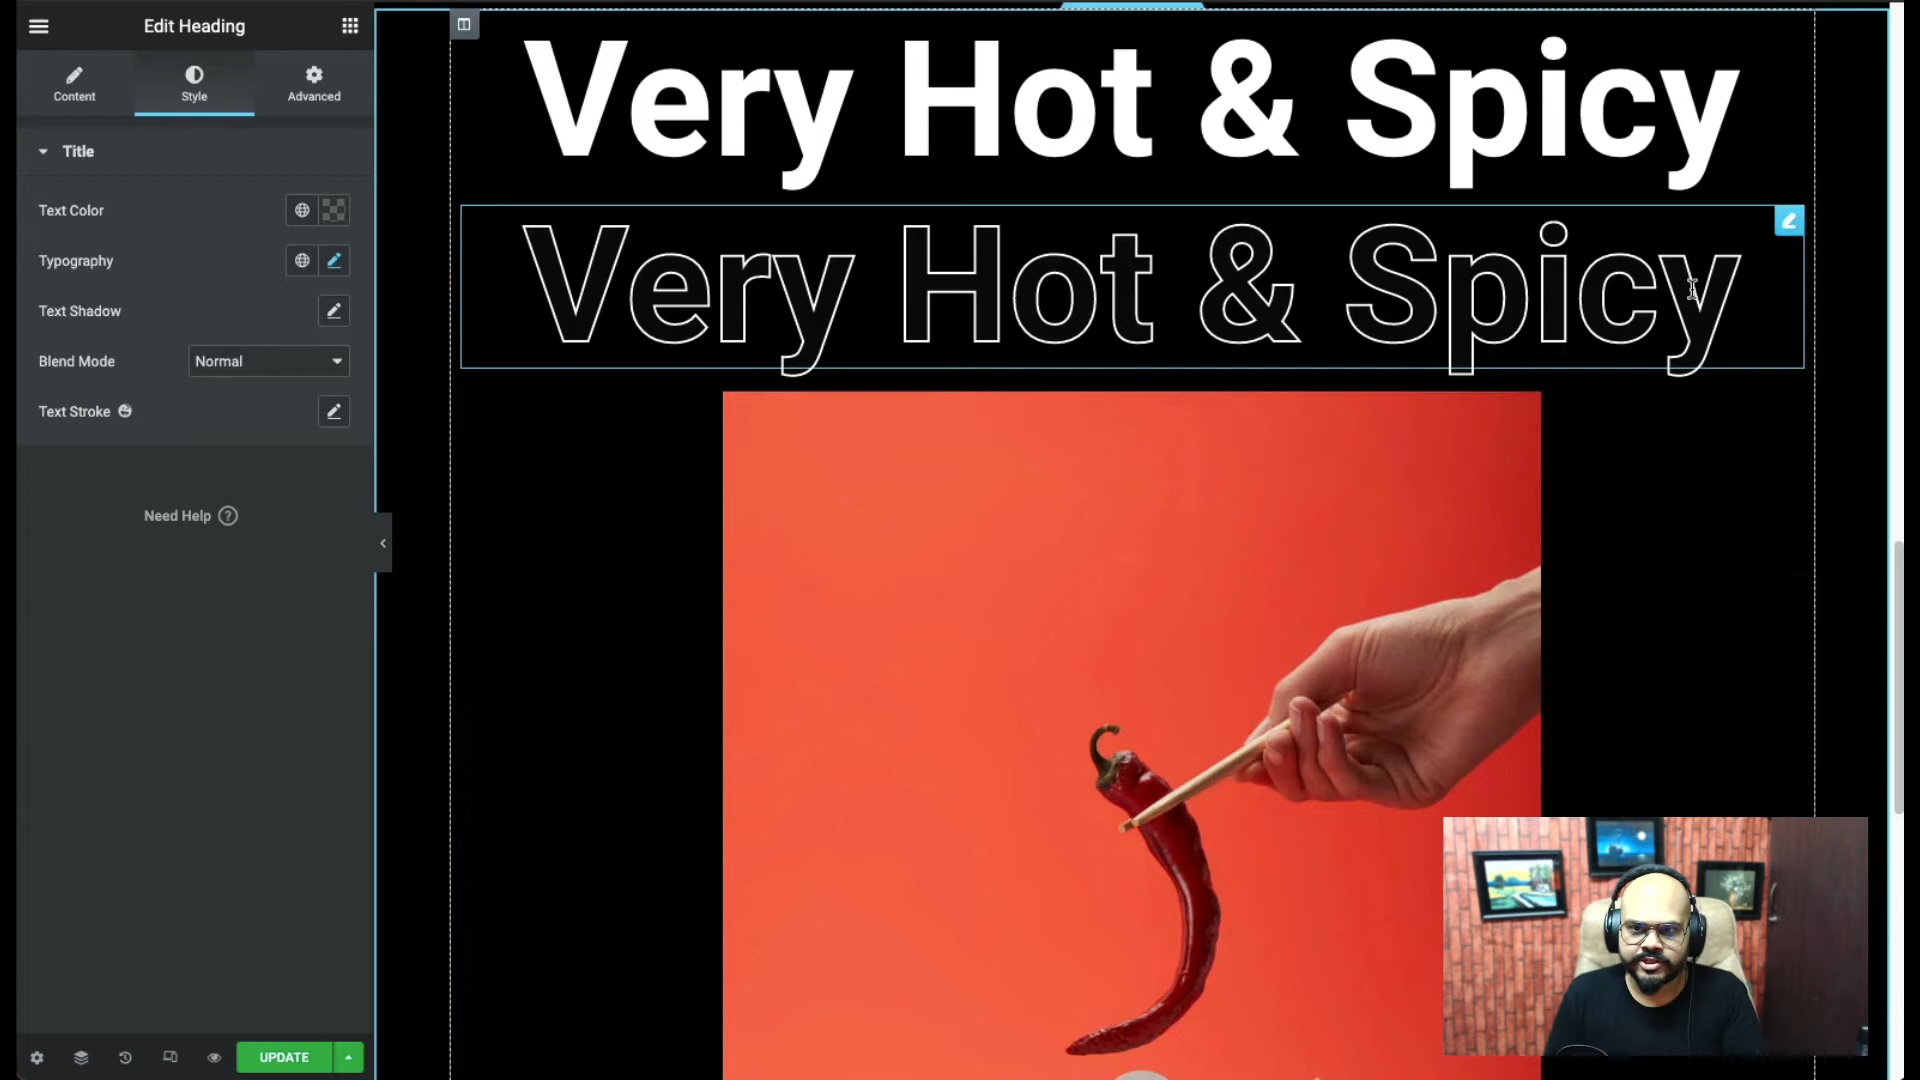 Edit Heading
Content
Style
Advanced
Title
Text Color
Typography
Text Shadow
Blend Mode
Normal
Text Stroke
Need Help ?
UPDATE
Very Hot & Spicy
Very Hot & Spicy